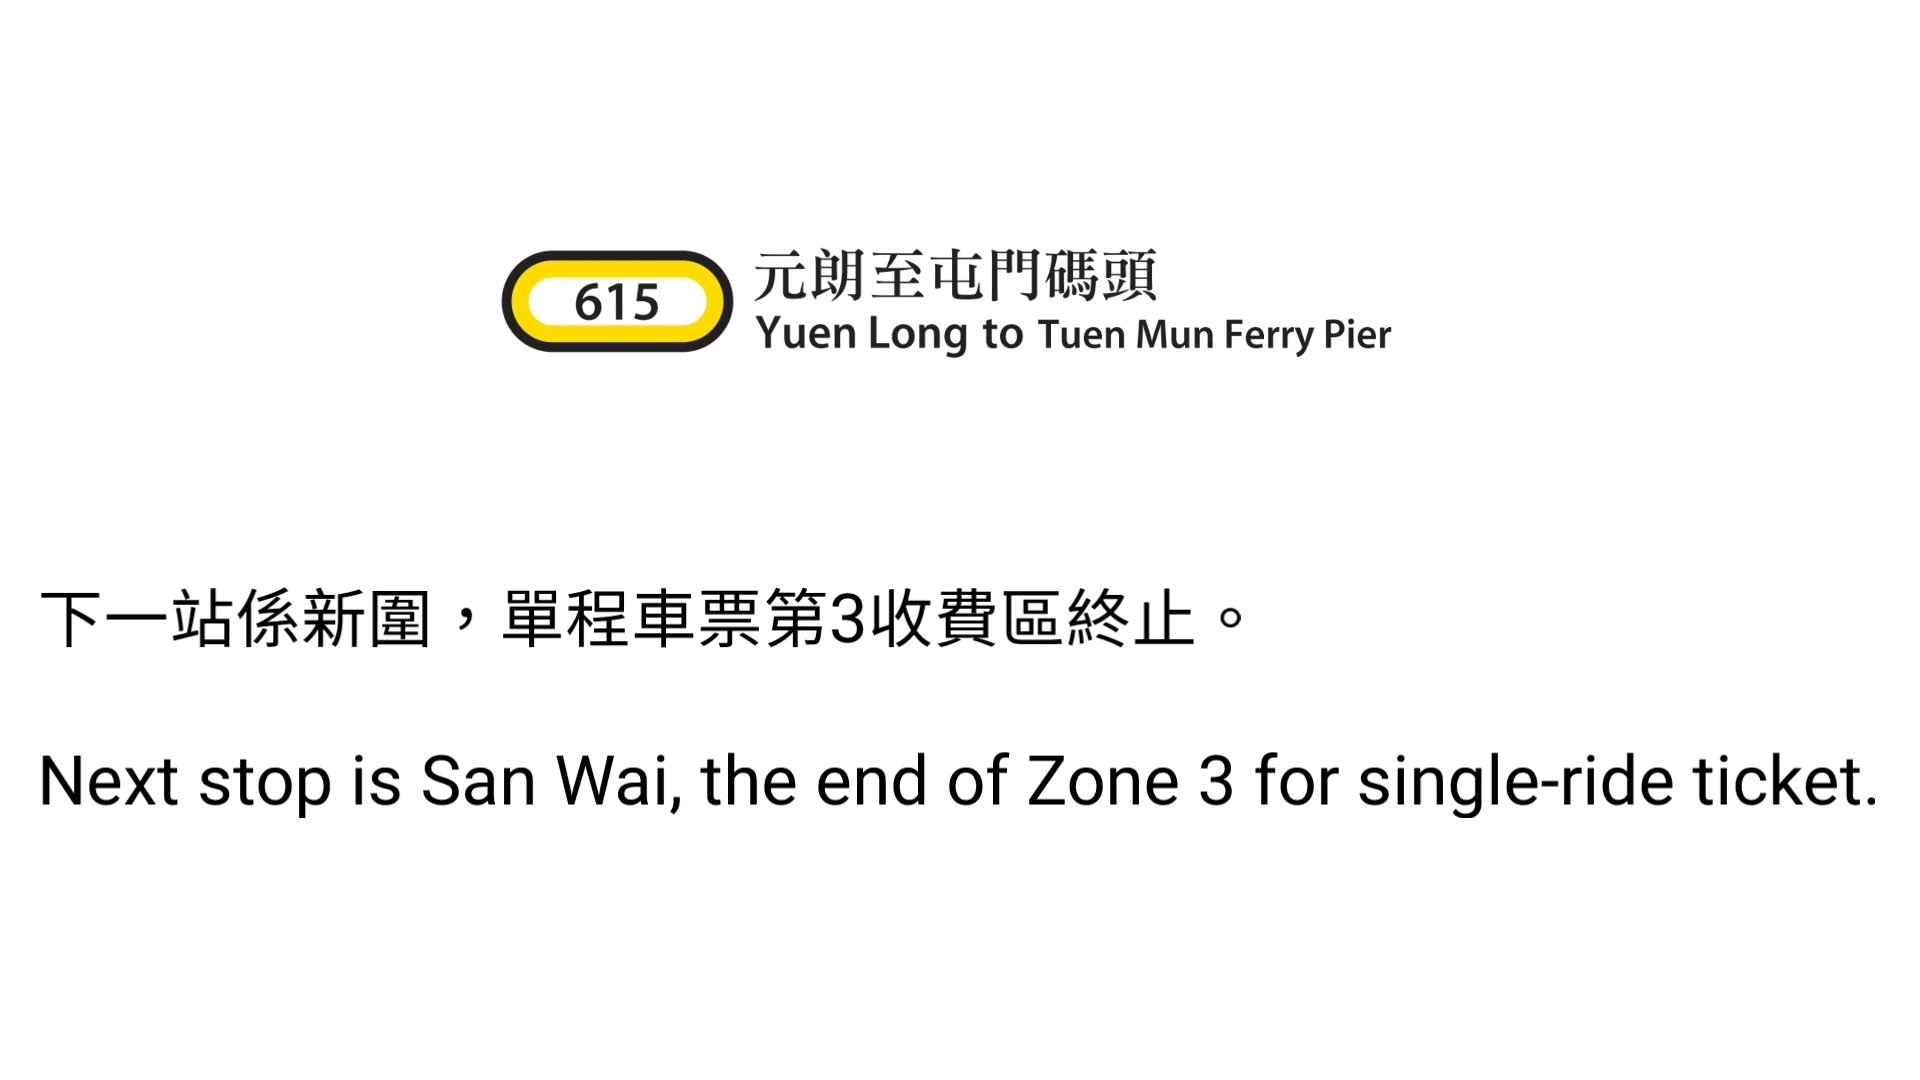 615
元朗至屯門碼頭
Yuen Long to Tuen Mun Ferry Pier
下一站係新圍，單程車票第3收費區終止。
Next stop is San Wai, the end of Zone 3 for single-ride ticket.